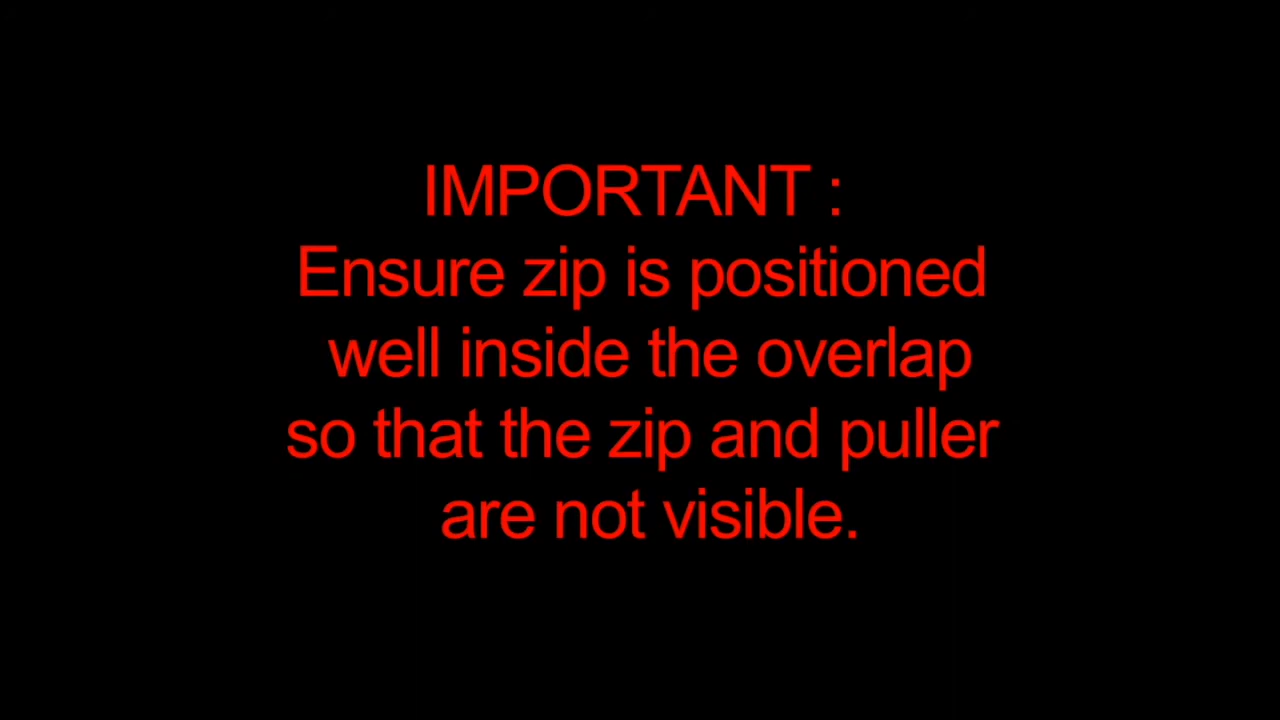 IMPORTANT :
Ensure zip is positioned
well inside the overlap
so that the zip and puller
are not visible.